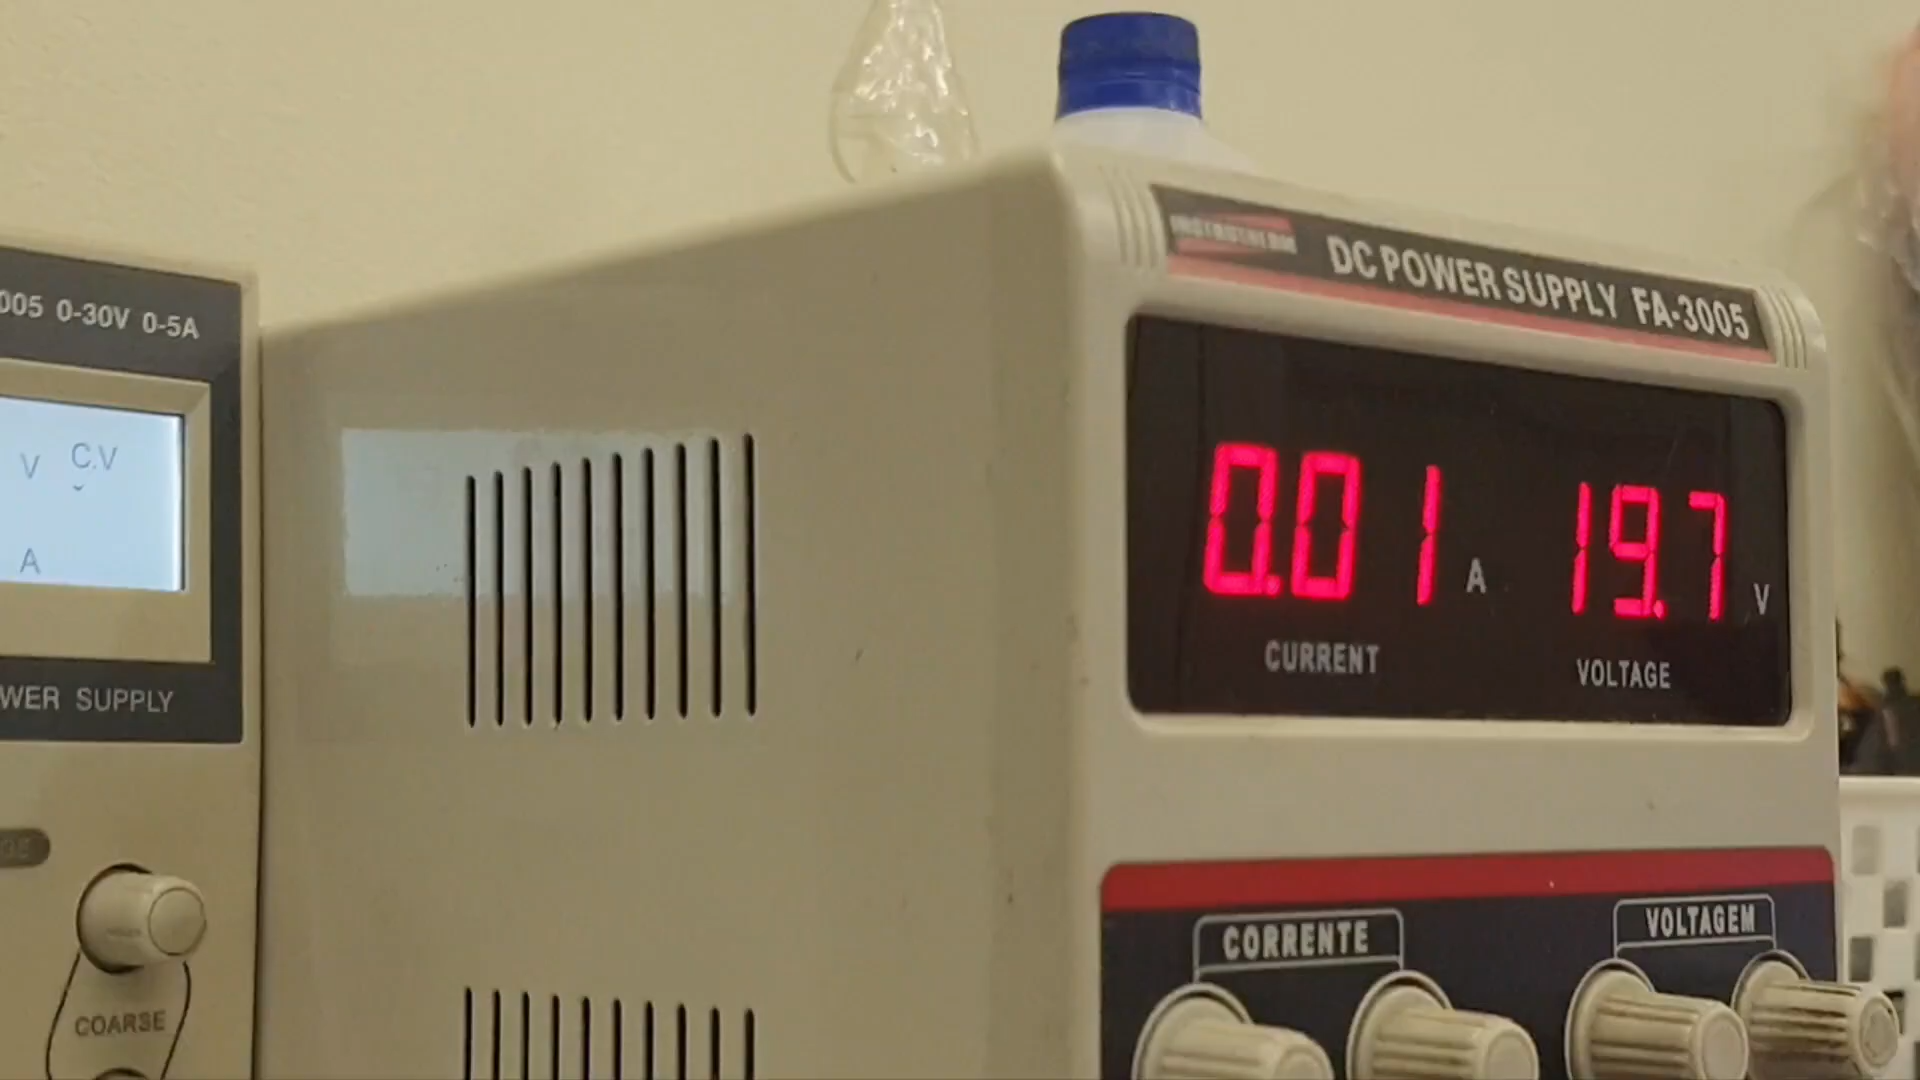 005 0-30V 0-5A
V C.V
A
WER SUPPLY
COARSE
INSTRUTHERM
DC POWER SUPPLY FA-3005
0.01 A 19.7 V
CURRENT VOLTAGE
CORRENTE VOLTAGEM